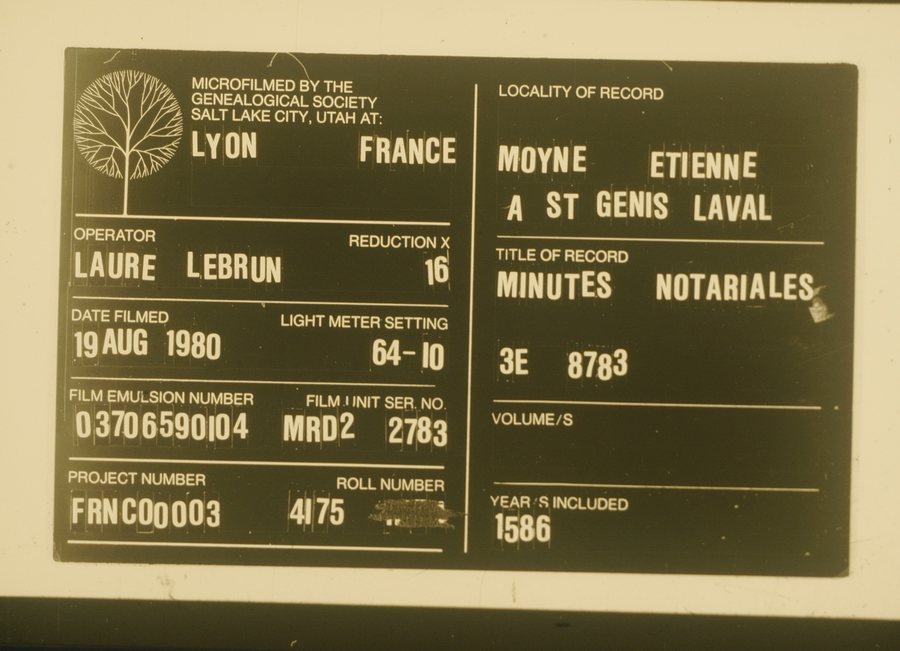 MICROFILMED BY THE
GENEALOGICAL SOCIETY
SALT LAKE CITY, UTAH AT:
LYON FRANCE
OPERATOR REDUCTION X
LAURE LEBRUN 16
DATE FILMED LIGHT METER SETTING
19 AUG 1980 64-10
FILM EMULSION NUMBER FILM UNIT SER. NO.
03706590104 MRD2 2783
PROJECT NUMBER ROLL NUMBER
FRNC00003 4175
LOCALITY OF RECORD
MOYNE ETIENNE
A ST GENIS LAVAL
TITLE OF RECORD
MINUTES NOTARIALES
3E 8783
VOLUME/S
YEAR/S INCLUDED
1586